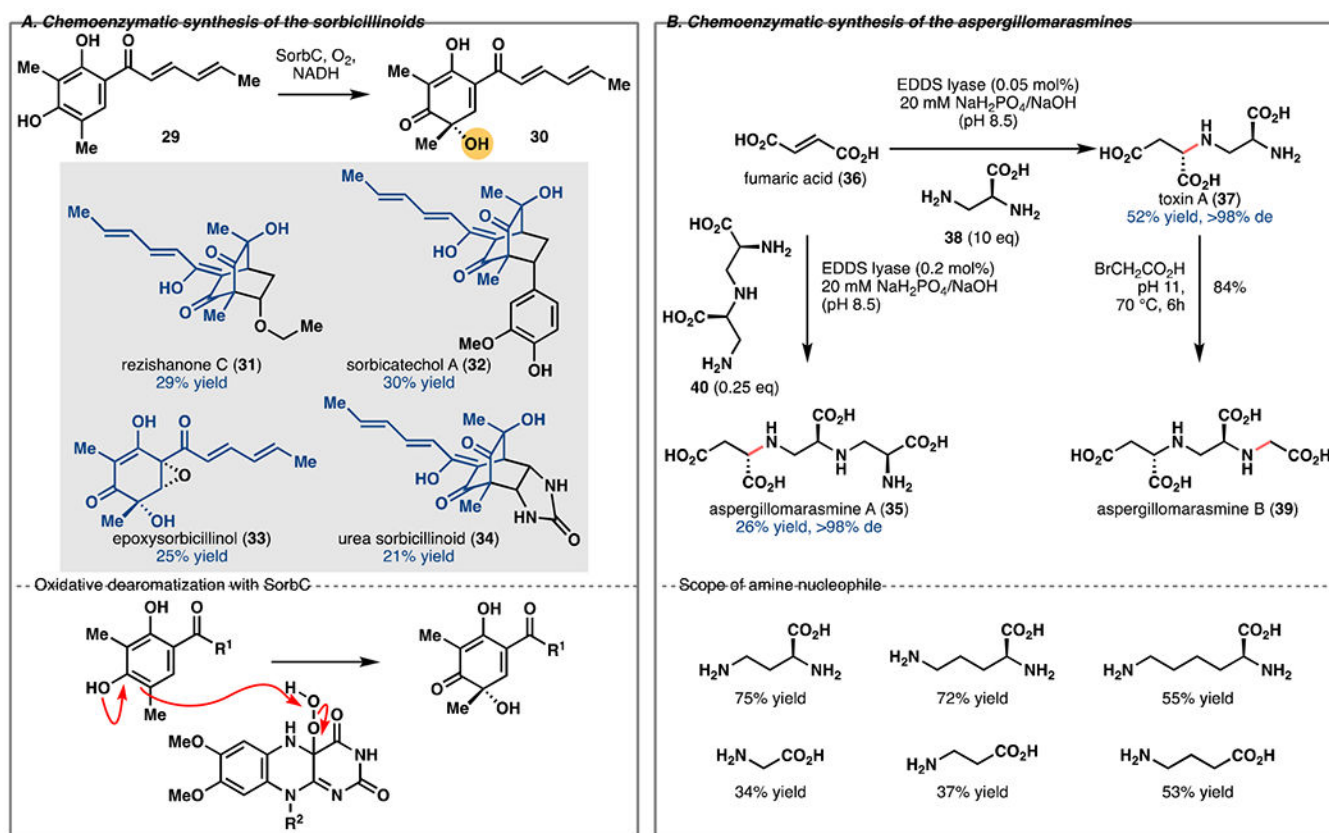 A. Chemoenzymatic synthesis of the sorbicillinoids
OH
O
Me
Me
HO
Me
29
SorbC, O2,
NADH
OH
O
Me
Me
O
Me
OH
30
Me
Me
OH
O
HO
O
Me
O
Me
rezishanone C (31)
29% yield
Me
Me
OH
O
HO
O
Me
MeO
OH
sorbicatechol A (32)
30% yield
OH
O
Me
Me
O
O
Me
OH
epoxysorbicillinol (33)
25% yield
Me
Me
OH
O
HO
O
Me
NH
HN
O
urea sorbicillinoid (34)
21% yield
Oxidative dearomatization with SorbC
OH
O
Me
R1
HO
Me
OH
O
Me
R1
O
Me
OH
H
O
O
O
H
N
MeO
NH
MeO
N
N
O
R2
B. Chemoenzymatic synthesis of the aspergillomarasmines
HO2C
CO2H
fumaric acid (36)
EDDS lyase (0.05 mol%)
20 mM NaH2PO4/NaOH
(pH 8.5)
CO2H
H2N
NH2
38 (10 eq)
CO2H
H
N
HO2C
NH2
CO2H
toxin A (37)
52% yield, >98% de
HO2C
NH2
NH
HO2C
NH2
40 (0.25 eq)
EDDS lyase (0.2 mol%)
20 mM NaH2PO4/NaOH
(pH 8.5)
BrCH2CO2H
pH 11,
70 °C, 6h
84%
CO2H
H
N
CO2H
HO2C
N
H
CO2H
NH2
aspergillomarasmine A (35)
26% yield, >98% de
CO2H
H
N
HO2C
N
H
CO2H
CO2H
aspergillomarasmine B (39)
Scope of amine nucleophile
CO2H
H2N
NH2
75% yield
CO2H
H2N
NH2
72% yield
CO2H
H2N
NH2
55% yield
H2N
CO2H
34% yield
H2N
CO2H
37% yield
H2N
CO2H
53% yield